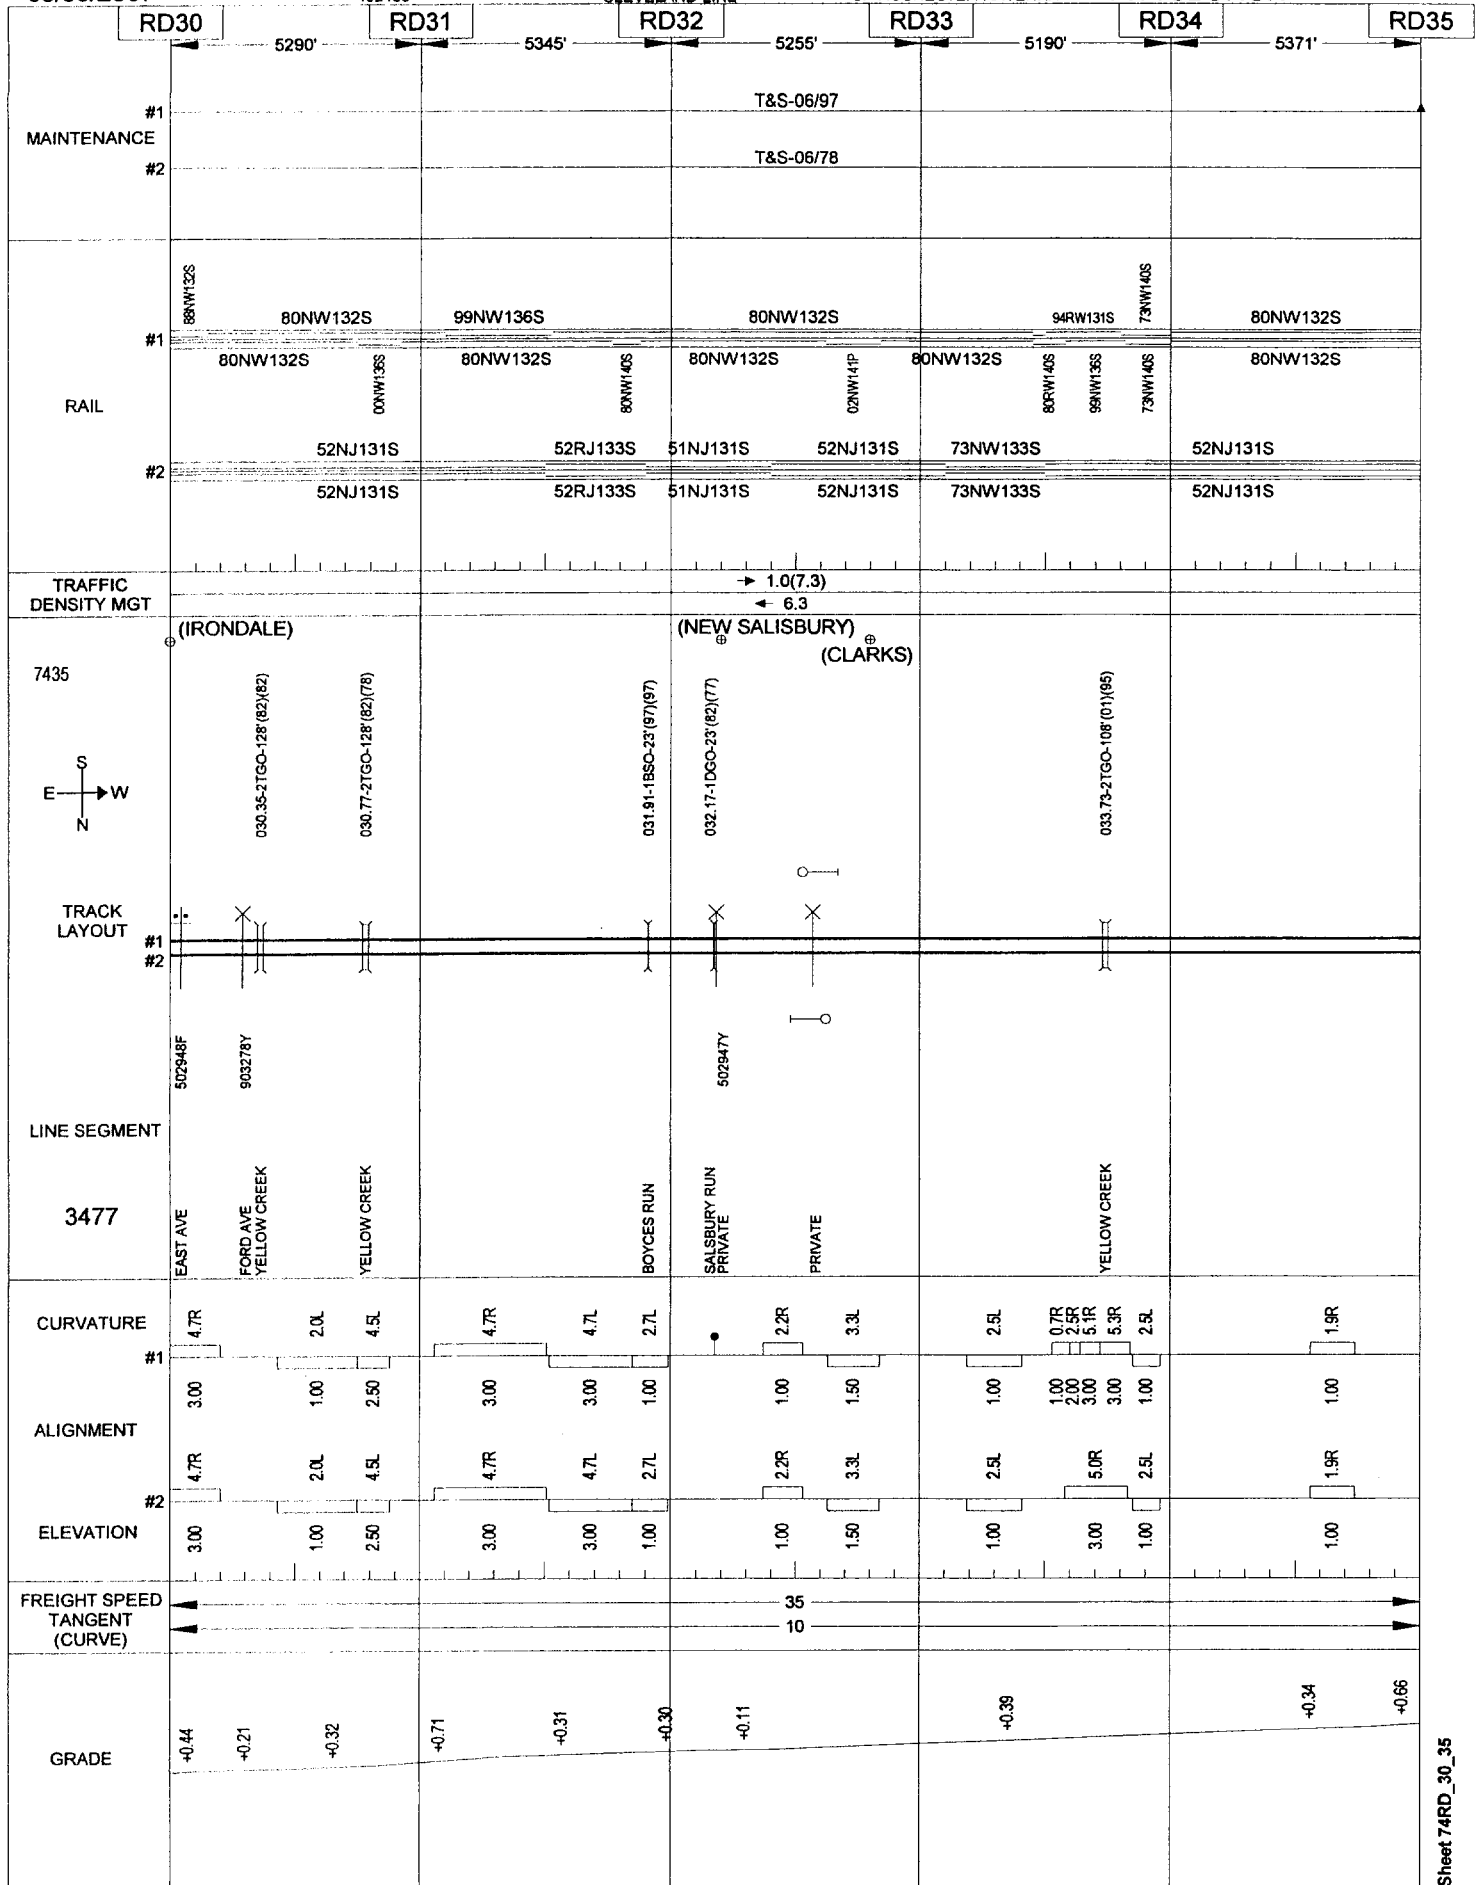 CLEVELAND LINE
RD30 RD31 RD32 RD33 RD34 RD35
5290' 5345' 5255' 5190' 5371'
MAINTENANCE
#1 T&S-06/97
#2 T&S-06/78
RAIL
88NW132S 80NW132S 99NW136S 80NW132S 94RW131S 73NW140S 80NW132S
#1
80NW132S 00NW136S 80NW132S 80NW140S 80NW132S 02NW141P 80NW132S 80RW140S 99NW136S 73NW140S 80NW132S
52NJ131S 52RJ133S 51NJ131S 52NJ131S 73NW133S 52NJ131S
#2
52NJ131S 52RJ133S 51NJ131S 52NJ131S 73NW133S 52NJ131S
TRAFFIC
DENSITY MGT
1.0(7.3)
6.3
(IRONDALE) (NEW SALISBURY)
(CLARKS)
7435
030.35-2TGO-128'(82)(82)
030.77-2TGO-128'(82)(78)
031.91-1BSO-23'(97)(97)
032.17-1DGO-23'(82)(77)
033.73-2TGO-108'(01)(95)
S
E W
N
TRACK
LAYOUT
#1
#2
502948F
903278Y
502947Y
LINE SEGMENT
3477
EAST AVE
FORD AVE
YELLOW CREEK
YELLOW CREEK
BOYCES RUN
SALSBURY RUN
PRIVATE
PRIVATE
YELLOW CREEK
CURVATURE
4.7R 2.0L 4.5L 4.7R 4.7L 2.7L 2.2R 3.3L 2.5L 0.7R 2.5R 5.1R 5.3R 2.5L 1.9R
#1
3.00 1.00 2.50 3.00 3.00 1.00 1.00 1.50 1.00 1.00 2.00 3.00 3.00 1.00 1.00
ALIGNMENT
4.7R 2.0L 4.5L 4.7R 4.7L 2.7L 2.2R 3.3L 2.5L 5.0R 2.5L 1.9R
#2
ELEVATION
3.00 1.00 2.50 3.00 3.00 1.00 1.00 1.50 1.00 3.00 1.00 1.00
FREIGHT SPEED
TANGENT
(CURVE)
35
10
GRADE
+0.44 +0.21 +0.32 +0.71 +0.31 +0.30 +0.11 +0.39 +0.34 +0.66
Sheet 74RD_30_35